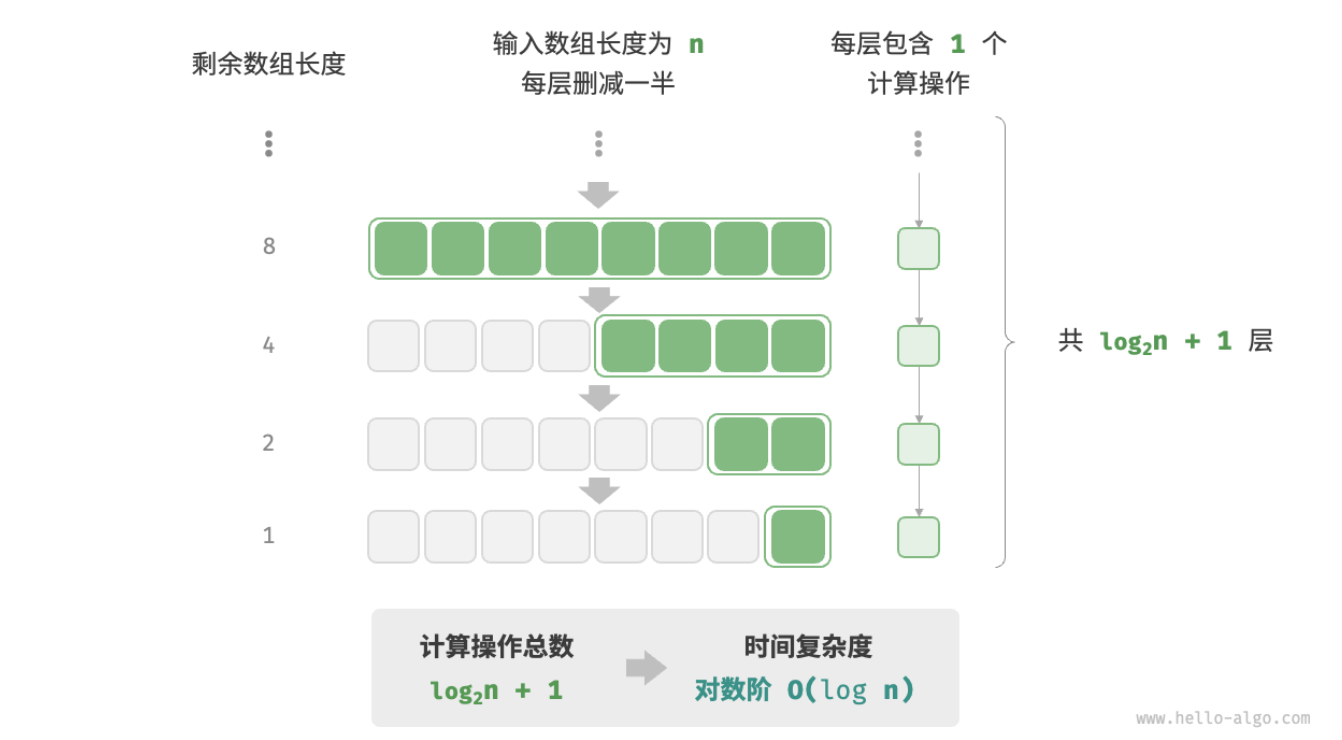 剩余数组长度
输入数组长度为 n
每层删减一半
每层包含 1 个
计算操作
8
4
2
1
共 log₂n + 1 层
计算操作总数
log₂n + 1
时间复杂度
对数阶 O(log n)
www.hello-algo.com